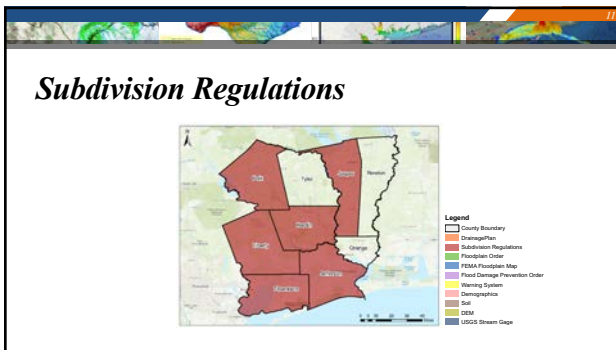 11
Subdivision Regulations
N
Polk
Tyler
Jasper
Newton
Hardin
Liberty
Orange
Jefferson
Chambers
Miles
Legend
County Boundary
DrainagePlan
Subdivision Regulations
Floodplain Order
FEMA Floodplain Map
Flood Damage Prevention Order
Warning System
Demographics
Soil
DEM
USGS Stream Gage